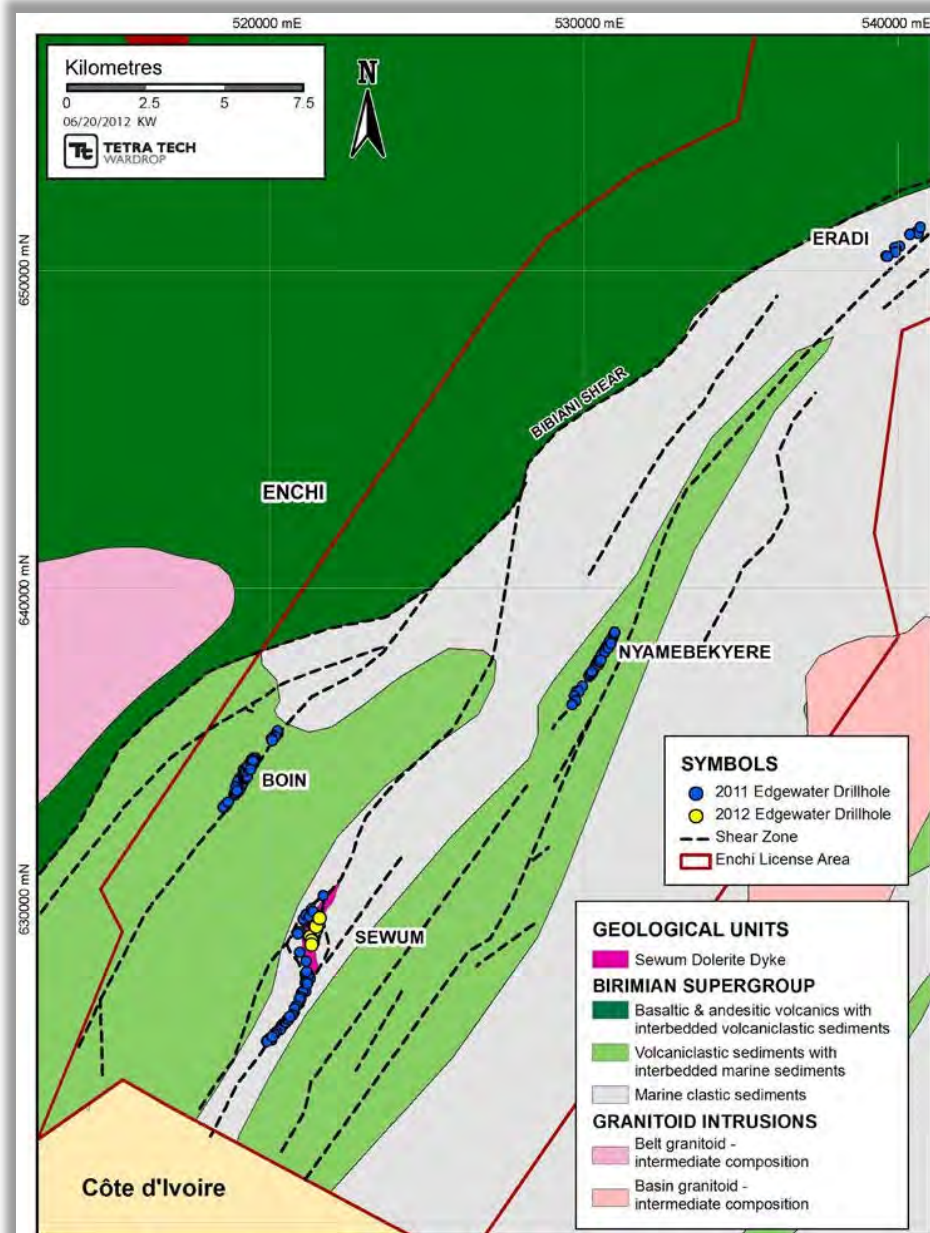 520000 mE
530000 mE
540000 mE
Kilometres
0 2.5 5 7.5
06/20/2012 KW
Tt TETRA TECH
WARDROP
N
ERADI
650000 mN
BIBIANI SHEAR
ENCHI
640000 mN
NYAMEBEKYERE
BOIN
SYMBOLS
2011 Edgewater Drillhole
2012 Edgewater Drillhole
Shear Zone
Enchi License Area
630000 mN
SEWUM
GEOLOGICAL UNITS
Sewum Dolerite Dyke
BIRIMIAN SUPERGROUP
Basaltic & andesitic volcanics with
interbedded volcaniclastic sediments
Volcaniclastic sediments with
interbedded marine sediments
Marine clastic sediments
GRANITOID INTRUSIONS
Belt granitoid -
intermediate composition
Basin granitoid -
intermediate composition
Côte d'Ivoire